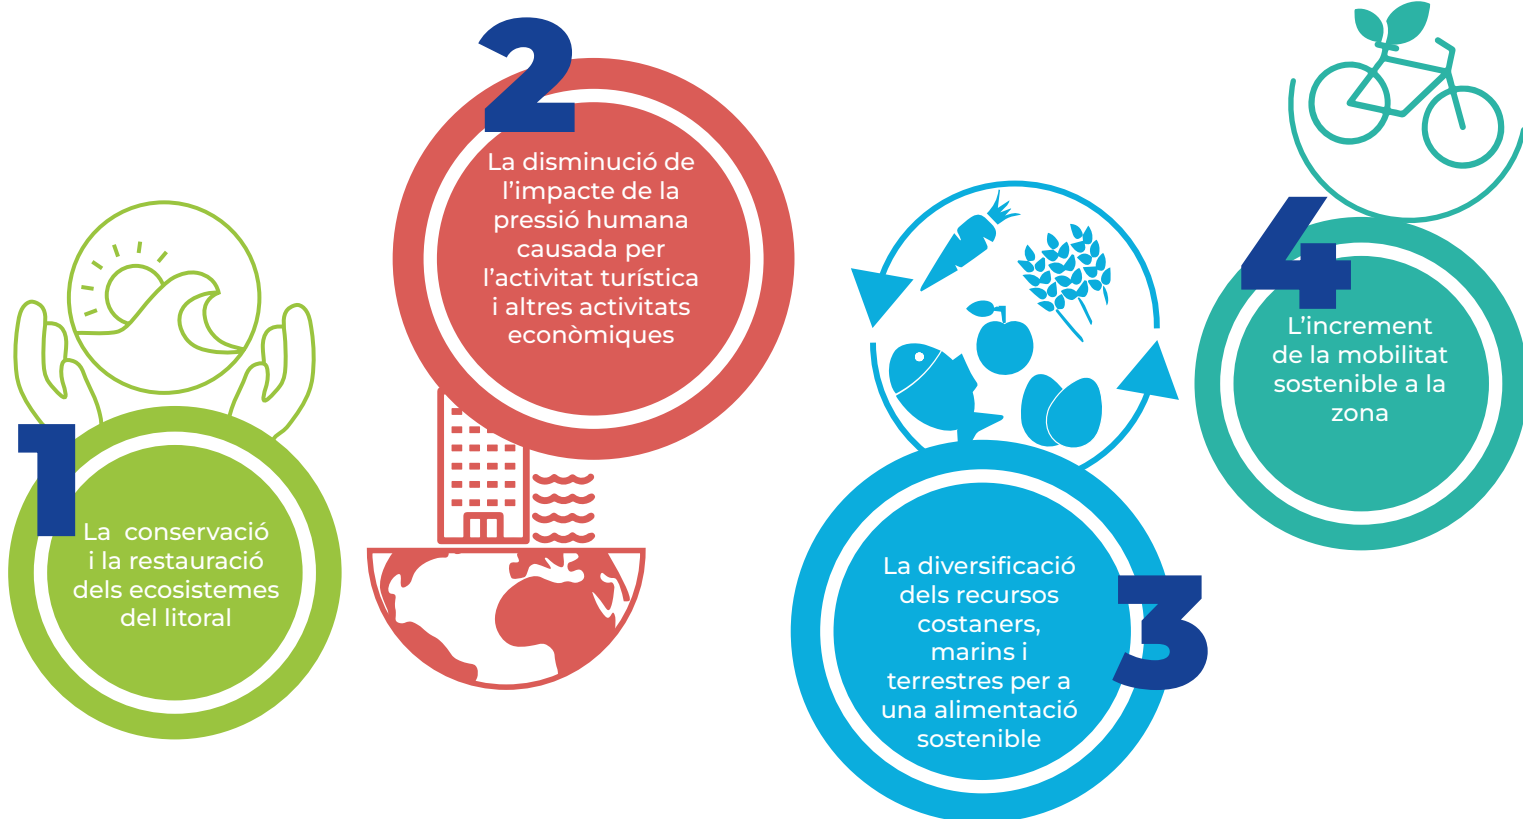 1
La  conservació
i la restauració
dels ecosistemes
del litoral
2
La disminució de
l'impacte de la
pressió humana
causada per
l'activitat turística
i altres activitats
econòmiques
3
La diversificació
dels recursos
costaners,
marins i
terrestres per a
una alimentació
sostenible
4
L'increment
de la mobilitat
sostenible a la
zona